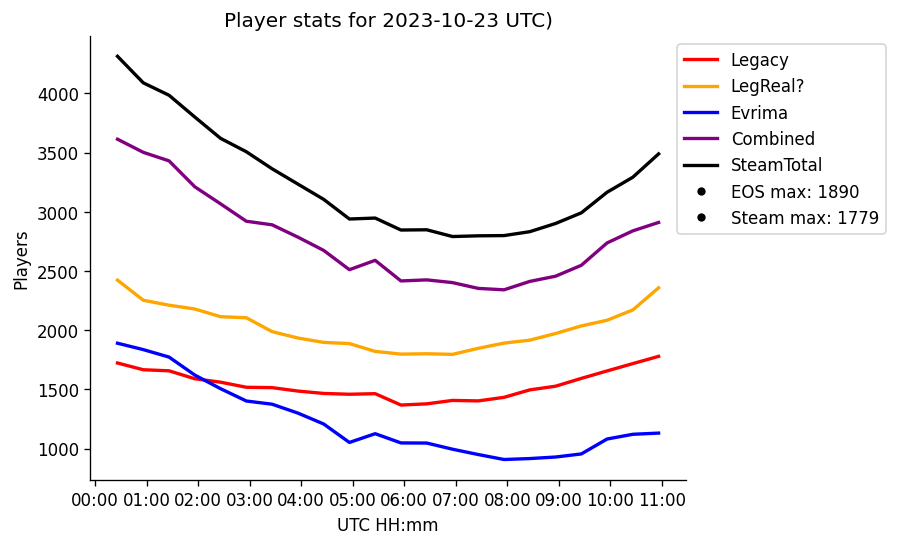 Player stats for 2023-10-23 UTC)
Legacy
LegReal?
Evrima
Combined
SteamTotal
EOS max: 1890
Steam max: 1779
4000
3500
3000
2500
2000
1500
1000
Players
00:00 01:00 02:00 03:00 04:00 05:00 06:00 07:00 08:00 09:00 10:00 11:00
UTC HH:mm